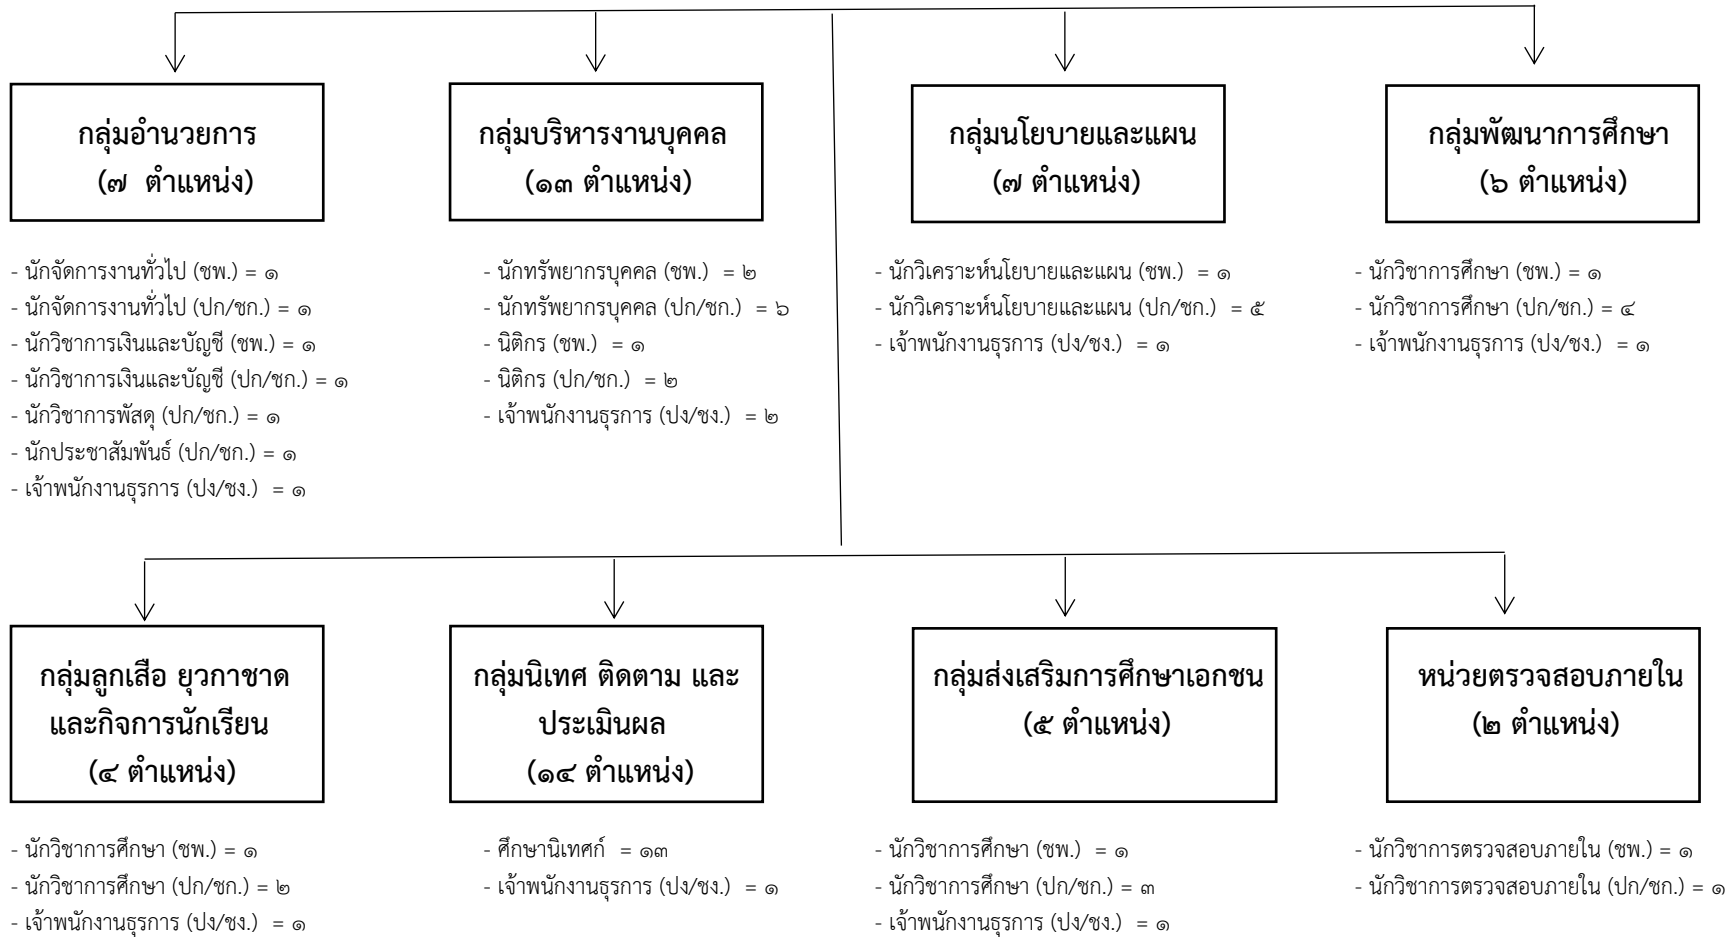 กลุ่มอำนวยการ
(๗ ตำแหน่ง)
- นักจัดการงานทั่วไป (ชพ.) = ๑
- นักจัดการงานทั่วไป (ปก/ชก.) = ๑
- นักวิชาการเงินและบัญชี (ชพ.) = ๑
- นักวิชาการเงินและบัญชี (ปก/ชก.) = ๑
- นักวิชาการพัสดุ (ปก/ชก.) = ๑
- นักประชาสัมพันธ์ (ปก/ชก.) = ๑
- เจ้าพนักงานธุรการ (ปง/ชง.) = ๑
กลุ่มบริหารงานบุคคล
(๑๓ ตำแหน่ง)
- นักทรัพยากรบุคคล (ชพ.) = ๒
- นักทรัพยากรบุคคล (ปก/ชก.) = ๖
- นิติกร (ชพ.) = ๑
- นิติกร (ปก/ชก.) = ๒
- เจ้าพนักงานธุรการ (ปง/ชง.) = ๒
กลุ่มนโยบายและแผน
(๗ ตำแหน่ง)
- นักวิเคราะห์นโยบายและแผน (ชพ.) = ๑
- นักวิเคราะห์นโยบายและแผน (ปก/ชก.) = ๕
- เจ้าพนักงานธุรการ (ปง/ชง.) = ๑
กลุ่มพัฒนาการศึกษา
(๖ ตำแหน่ง)
- นักวิชาการศึกษา (ชพ.) = ๑
- นักวิชาการศึกษา (ปก/ชก.) = ๔
- เจ้าพนักงานธุรการ (ปง/ชง.) = ๑
กลุ่มลูกเสือ ยุวกาชาด
และกิจการนักเรียน
(๔ ตำแหน่ง)
- นักวิชาการศึกษา (ชพ.) = ๑
- นักวิชาการศึกษา (ปก/ชก.) = ๒
- เจ้าพนักงานธุรการ (ปง/ชง.) = ๑
กลุ่มนิเทศ ติดตาม และ
ประเมินผล
(๑๔ ตำแหน่ง)
- ศึกษานิเทศก์ = ๑๓
- เจ้าพนักงานธุรการ (ปง/ชง.) = ๑
กลุ่มส่งเสริมการศึกษาเอกชน
(๕ ตำแหน่ง)
- นักวิชาการศึกษา (ชพ.) = ๑
- นักวิชาการศึกษา (ปก/ชก.) = ๓
- เจ้าพนักงานธุรการ (ปง/ชง.) = ๑
หน่วยตรวจสอบภายใน
(๒ ตำแหน่ง)
- นักวิชาการตรวจสอบภายใน (ชพ.) = ๑
- นักวิชาการตรวจสอบภายใน (ปก/ชก.) = ๑